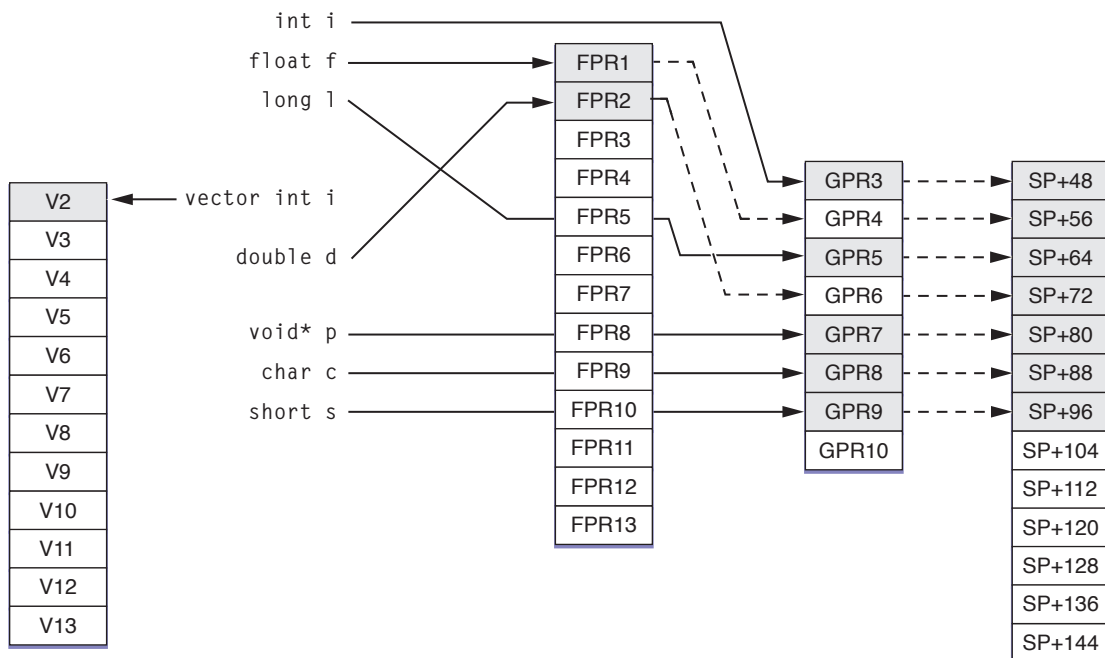 int i
float f
long l
vector int i
double d
void* p
char c
short s
V2
V3
V4
V5
V6
V7
V8
V9
V10
V11
V12
V13
FPR1
FPR2
FPR3
FPR4
FPR5
FPR6
FPR7
FPR8
FPR9
FPR10
FPR11
FPR12
FPR13
GPR3
GPR4
GPR5
GPR6
GPR7
GPR8
GPR9
GPR10
SP+48
SP+56
SP+64
SP+72
SP+80
SP+88
SP+96
SP+104
SP+112
SP+120
SP+128
SP+136
SP+144